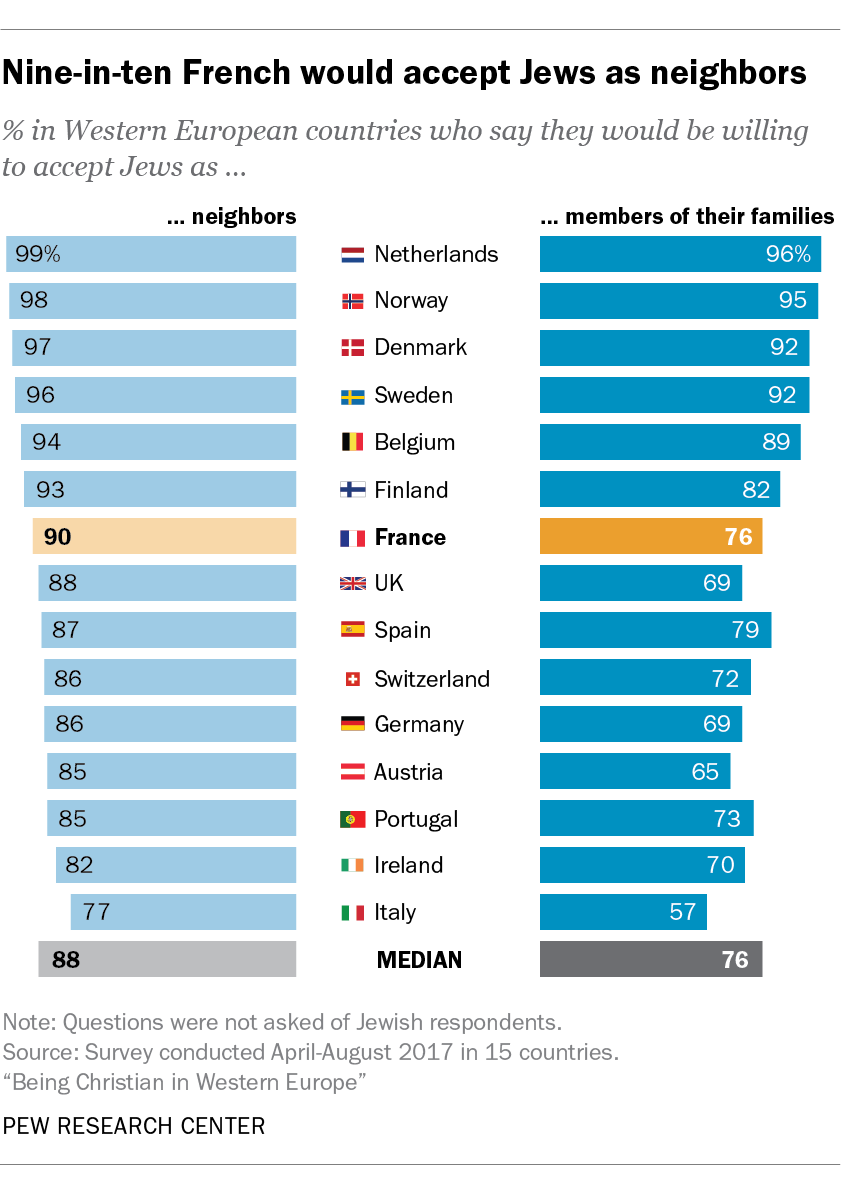 Nine-in-ten French would accept Jews as neighbors
% in Western European countries who say they would be willing
to accept Jews as ...
... neighbors ... members of their families
99% Netherlands 96%
98 Norway 95
97 Denmark 92
96 Sweden 92
94 Belgium 89
93 Finland 82
90 France 76
88 UK 69
87 Spain 79
86 Switzerland 72
86 Germany 69
85 Austria 65
85 Portugal 73
82 Ireland 70
77 Italy 57
88 MEDIAN 76
Note: Questions were not asked of Jewish respondents.
Source: Survey conducted April-August 2017 in 15 countries.
“Being Christian in Western Europe”
PEW RESEARCH CENTER